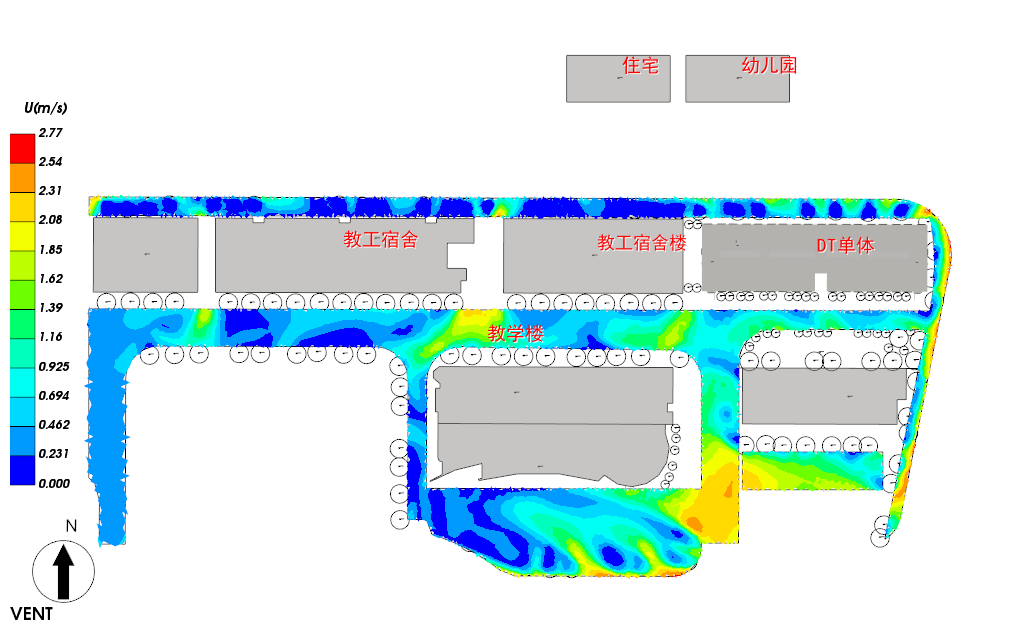 住宅
幼儿园
U(m/s)
2.77
2.54
2.31
2.08
1.85
1.62
1.39
1.16
0.925
0.694
0.462
0.231
0.000
教工宿舍
教工宿舍楼
DT单体
教学楼
N
VENT